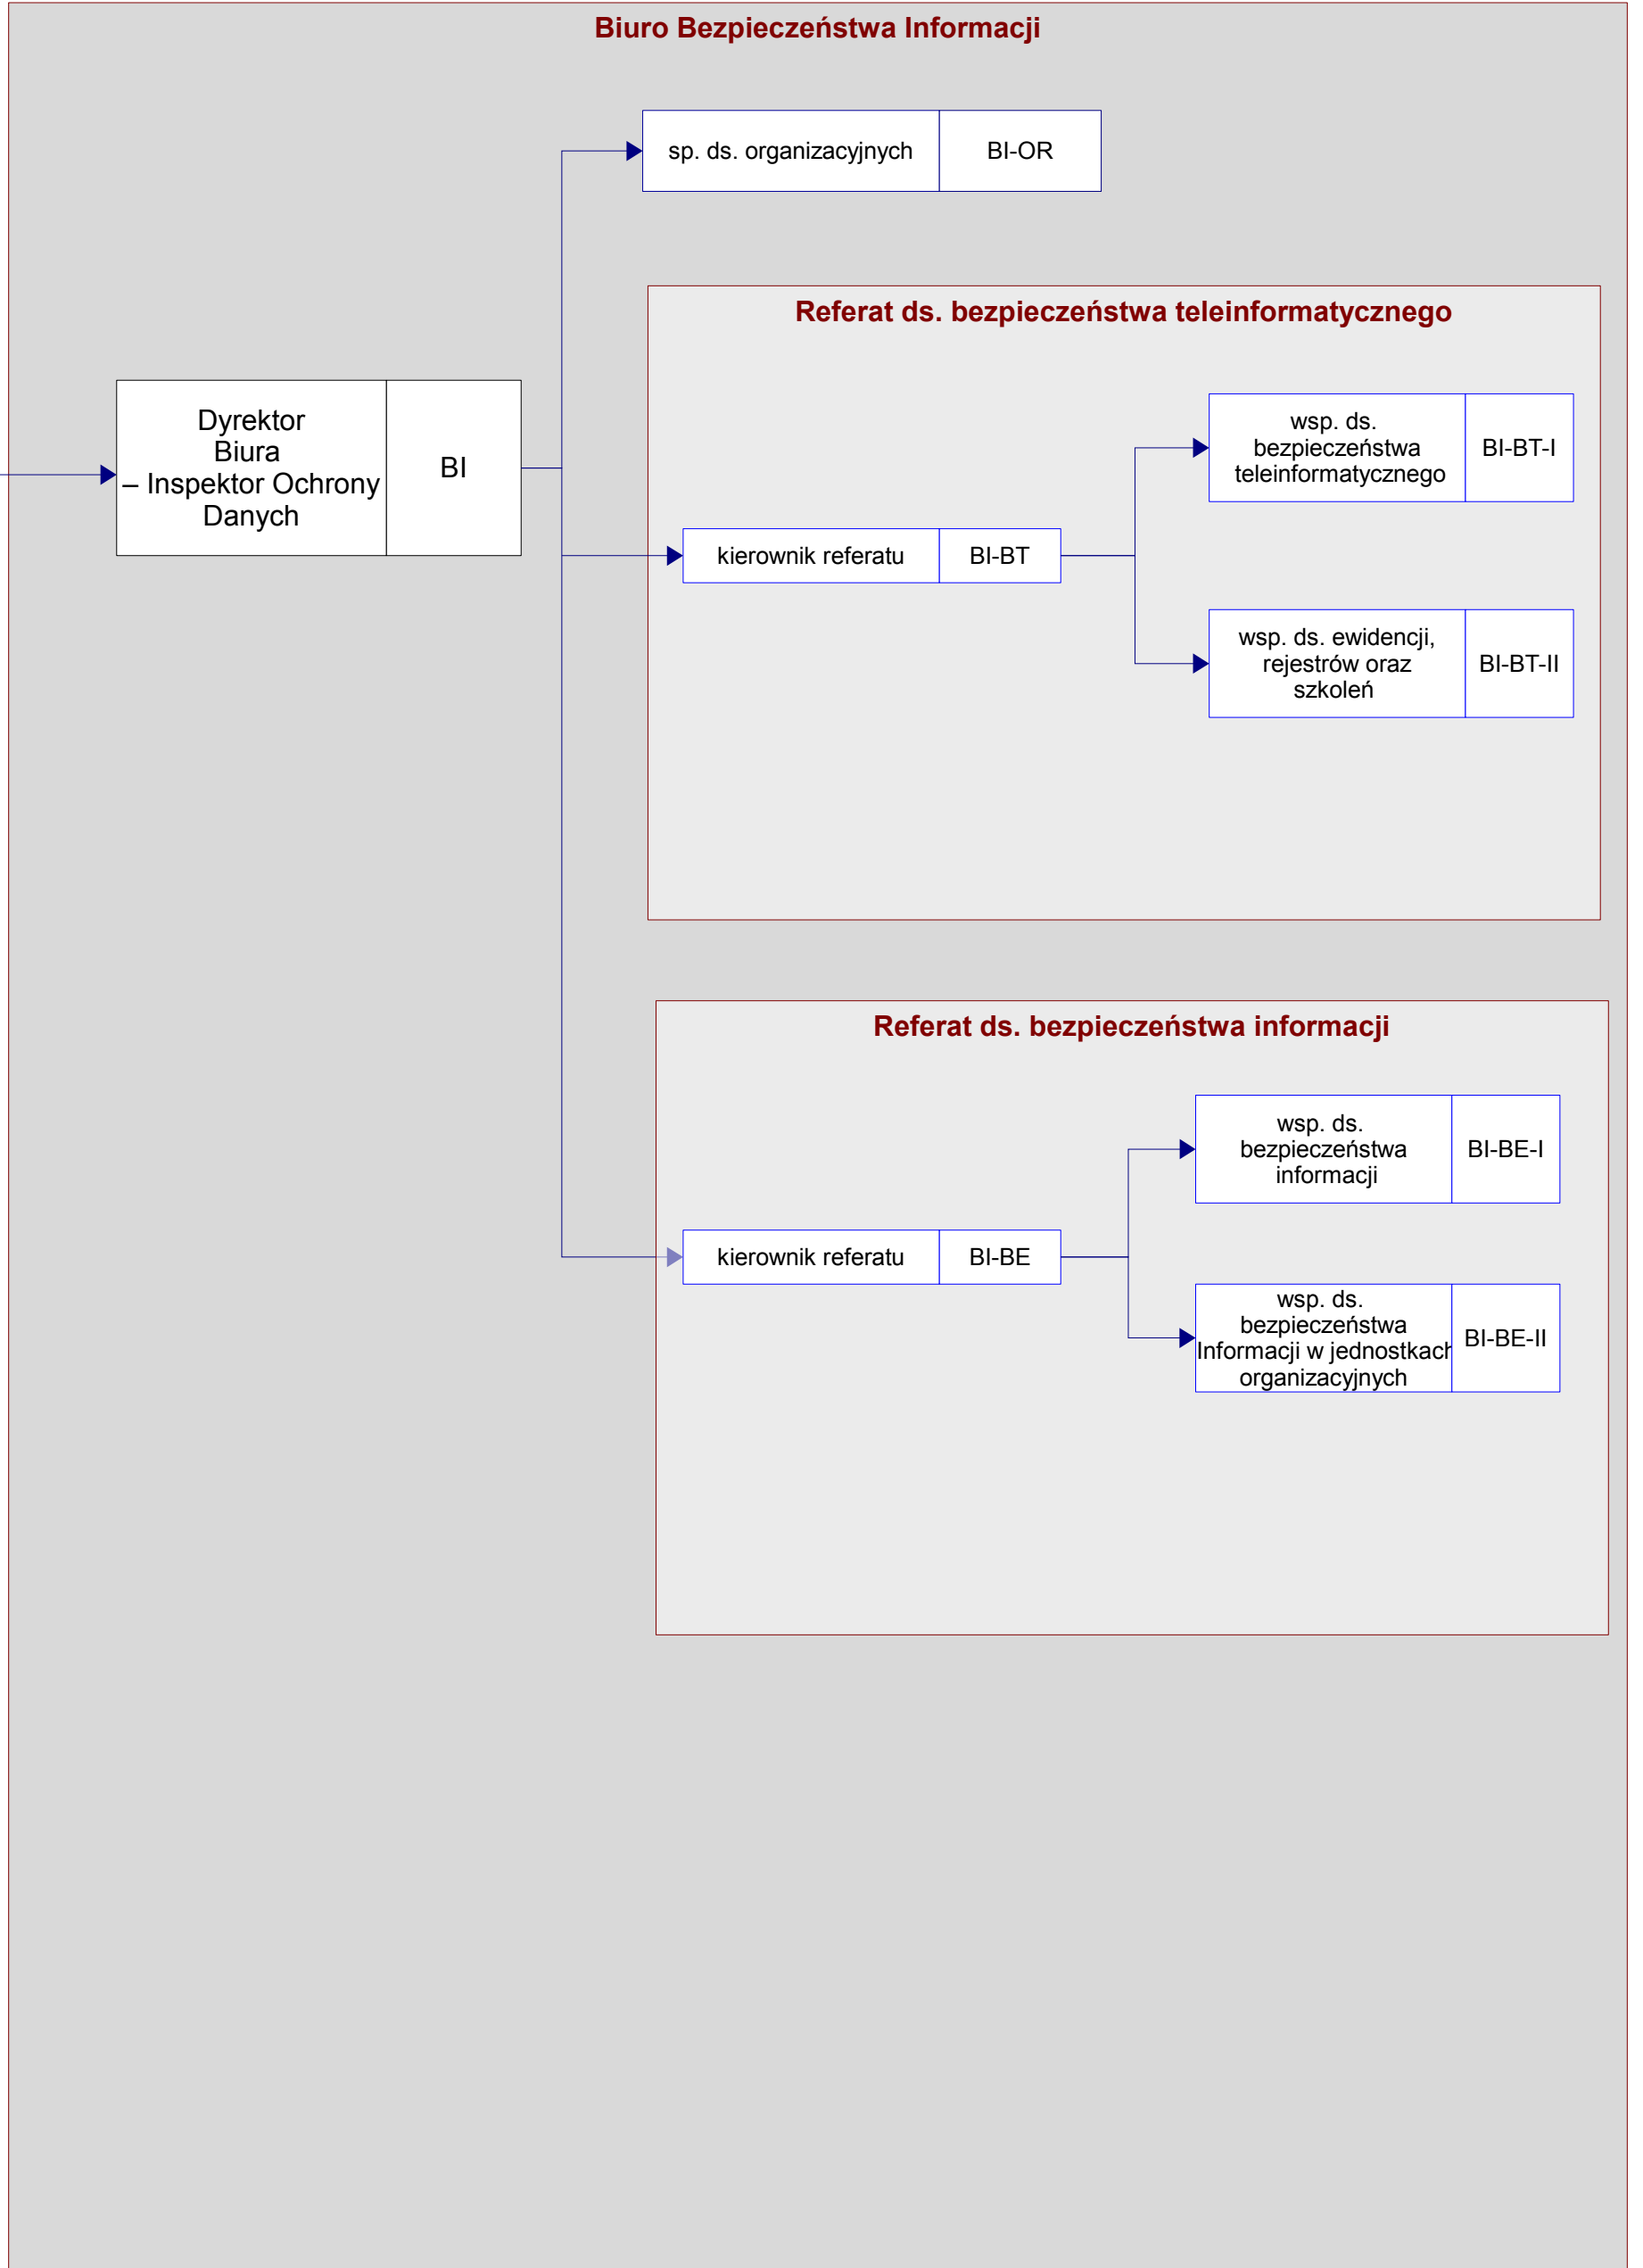 Biuro Bezpieczeństwa Informacji
sp. ds. organizacyjnych
BI-OR
Dyrektor
Biura
– Inspektor Ochrony
Danych
BI
Referat ds. bezpieczeństwa teleinformatycznego
kierownik referatu
BI-BT
wsp. ds.
bezpieczeństwa
teleinformatycznego
BI-BT-I
wsp. ds. ewidencji,
rejestrów oraz
szkoleń
BI-BT-II
Referat ds. bezpieczeństwa informacji
kierownik referatu
BI-BE
wsp. ds.
bezpieczeństwa
informacji
BI-BE-I
wsp. ds.
bezpieczeństwa
Informacji w jednostkach
organizacyjnych
BI-BE-II